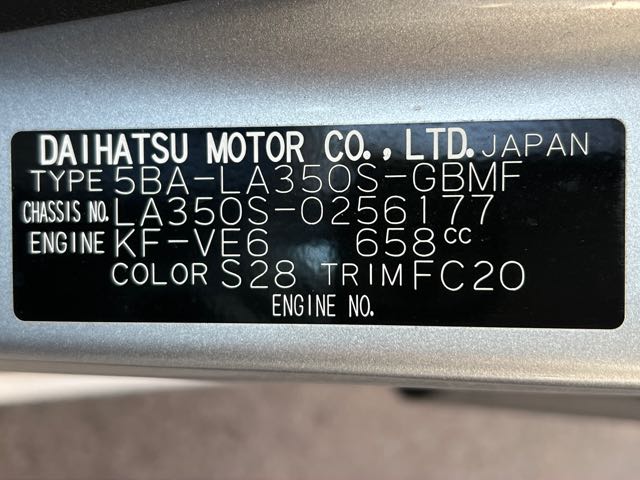 DAIHATSU MOTOR CO., LTD. JAPAN
TYPE 5BA-LA350S-GBMF
CHASSIS NO. LA350S-0256177
ENGINE KF-VE6 658cc
COLOR S28 TRIM FC20
ENGINE NO.